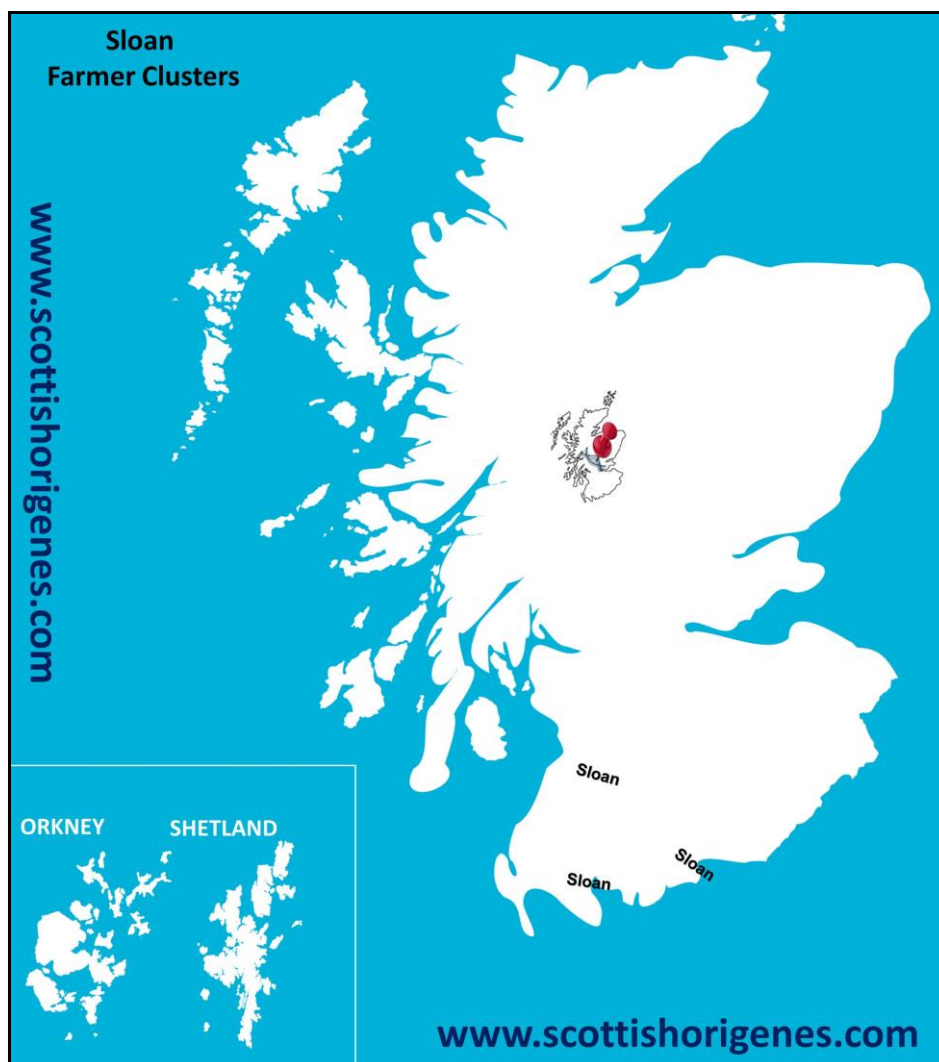 Sloan
Farmer Clusters
www.scottishorigenes.com
Sloan
Sloan
Sloan
ORKNEY
SHETLAND
www.scottishorigenes.com